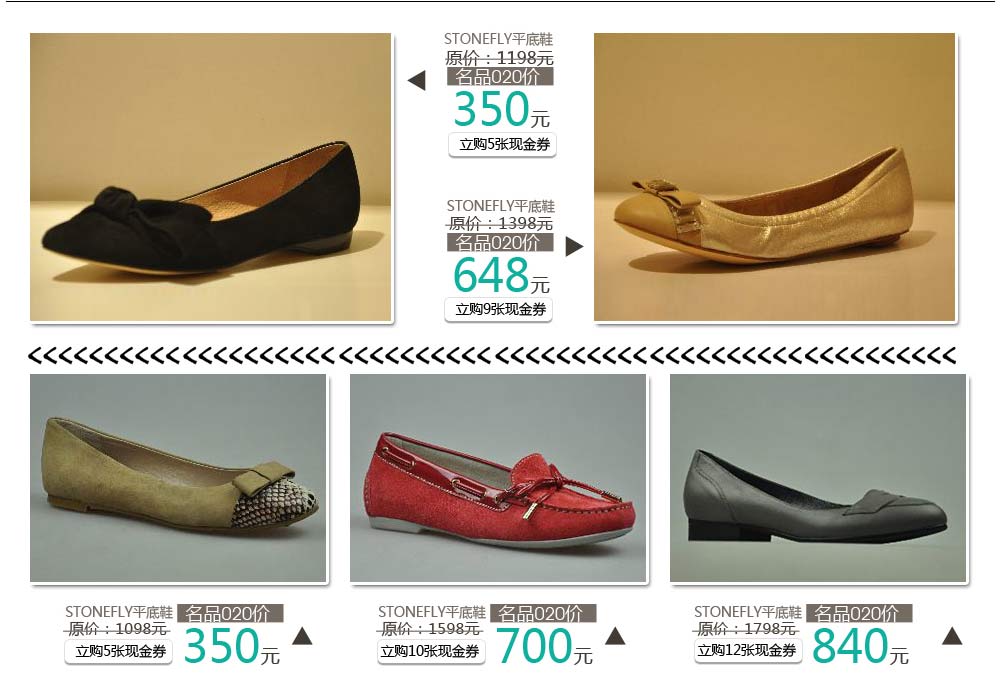 STONEFLY平底鞋
原价：1198元
名品020价
350元
立购5张现金券
STONEFLY平底鞋
原价：1398元
名品020价
648元
立购9张现金券
STONEFLY平底鞋
名品020价
原价：1098元
350元
立购5张现金券
STONEFLY平底鞋
名品020价
原价：1598元
700元
立购10张现金券
STONEFLY平底鞋
名品020价
原价：1798元
840元
立购12张现金券